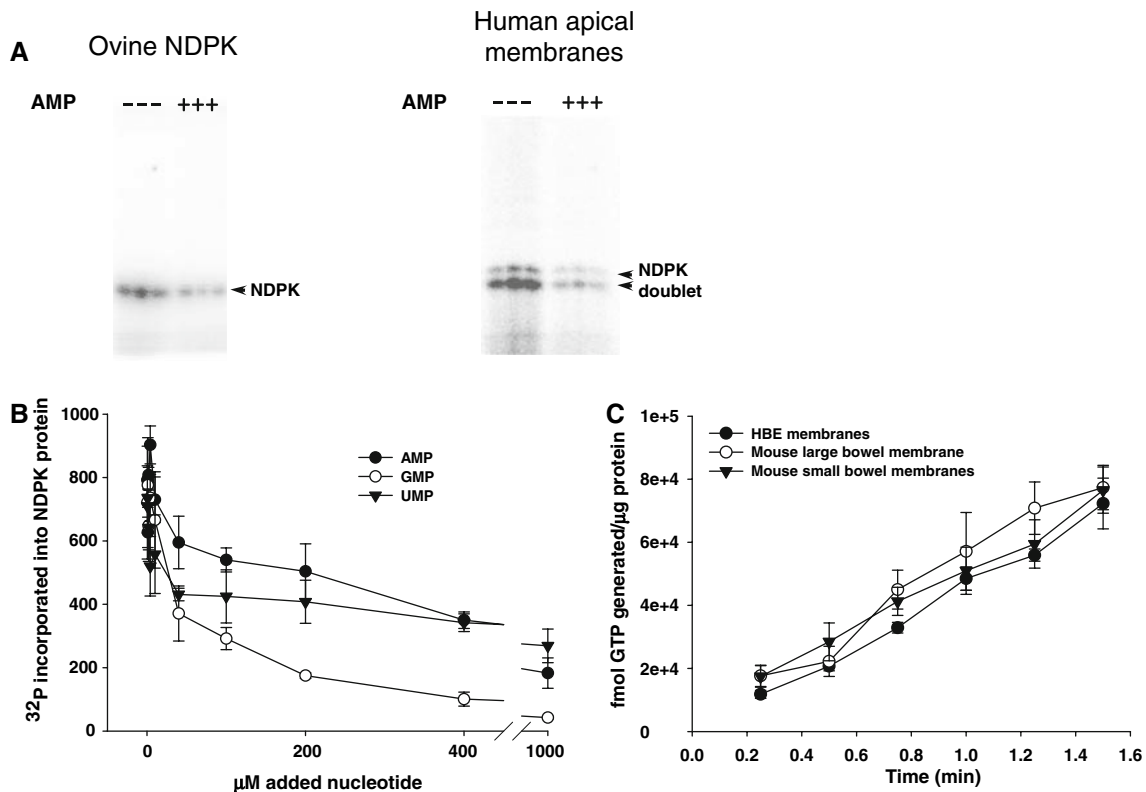 A
Ovine NDPK
Human apical
membranes
AMP --- +++
AMP --- +++
NDPK
NDPK
doublet
B
1000
800
600
400
200
0
32P incorporated into NDPK protein
AMP
GMP
UMP
0 200 400 1000
µM added nucleotide
C
1e+5
8e+4
6e+4
4e+4
2e+4
0
fmol GTP generated/µg protein
HBE membranes
Mouse large bowel membrane
Mouse small bowel membranes
0.0 0.2 0.4 0.6 0.8 1.0 1.2 1.4 1.6
Time (min)